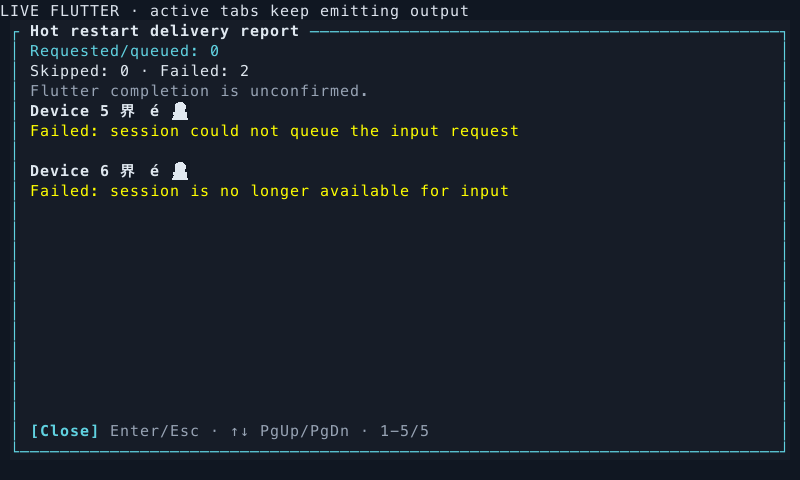 LIVE FLUTTER · active tabs keep emitting output
Hot restart delivery report
Requested/queued: 0
Skipped: 0 · Failed: 2
Flutter completion is unconfirmed.
Device 5 界 é
Failed: session could not queue the input request
Device 6 界 é
Failed: session is no longer available for input
[Close] Enter/Esc · ↑↓ PgUp/PgDn · 1–5/5